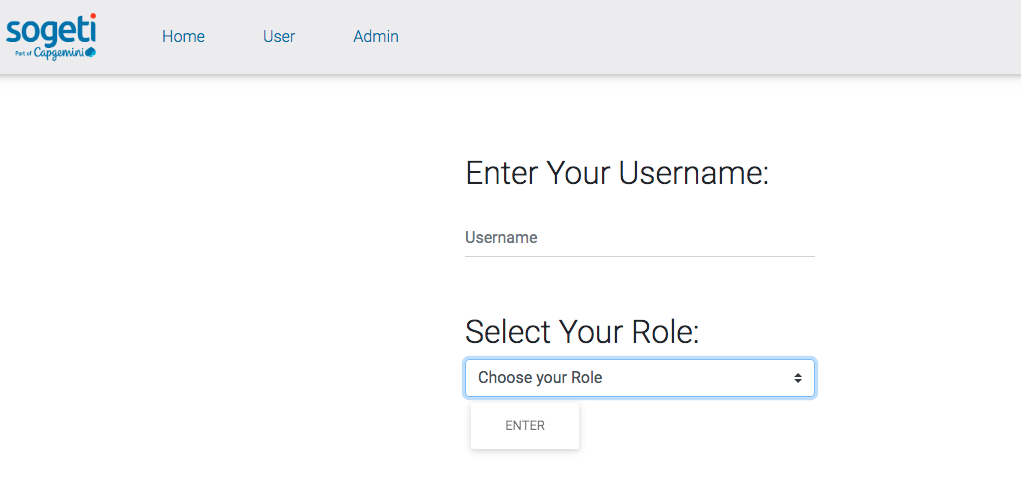 sogeti
Part of Capgemini
Home User Admin
Enter Your Username:
Username
Select Your Role:
Choose your Role
ENTER